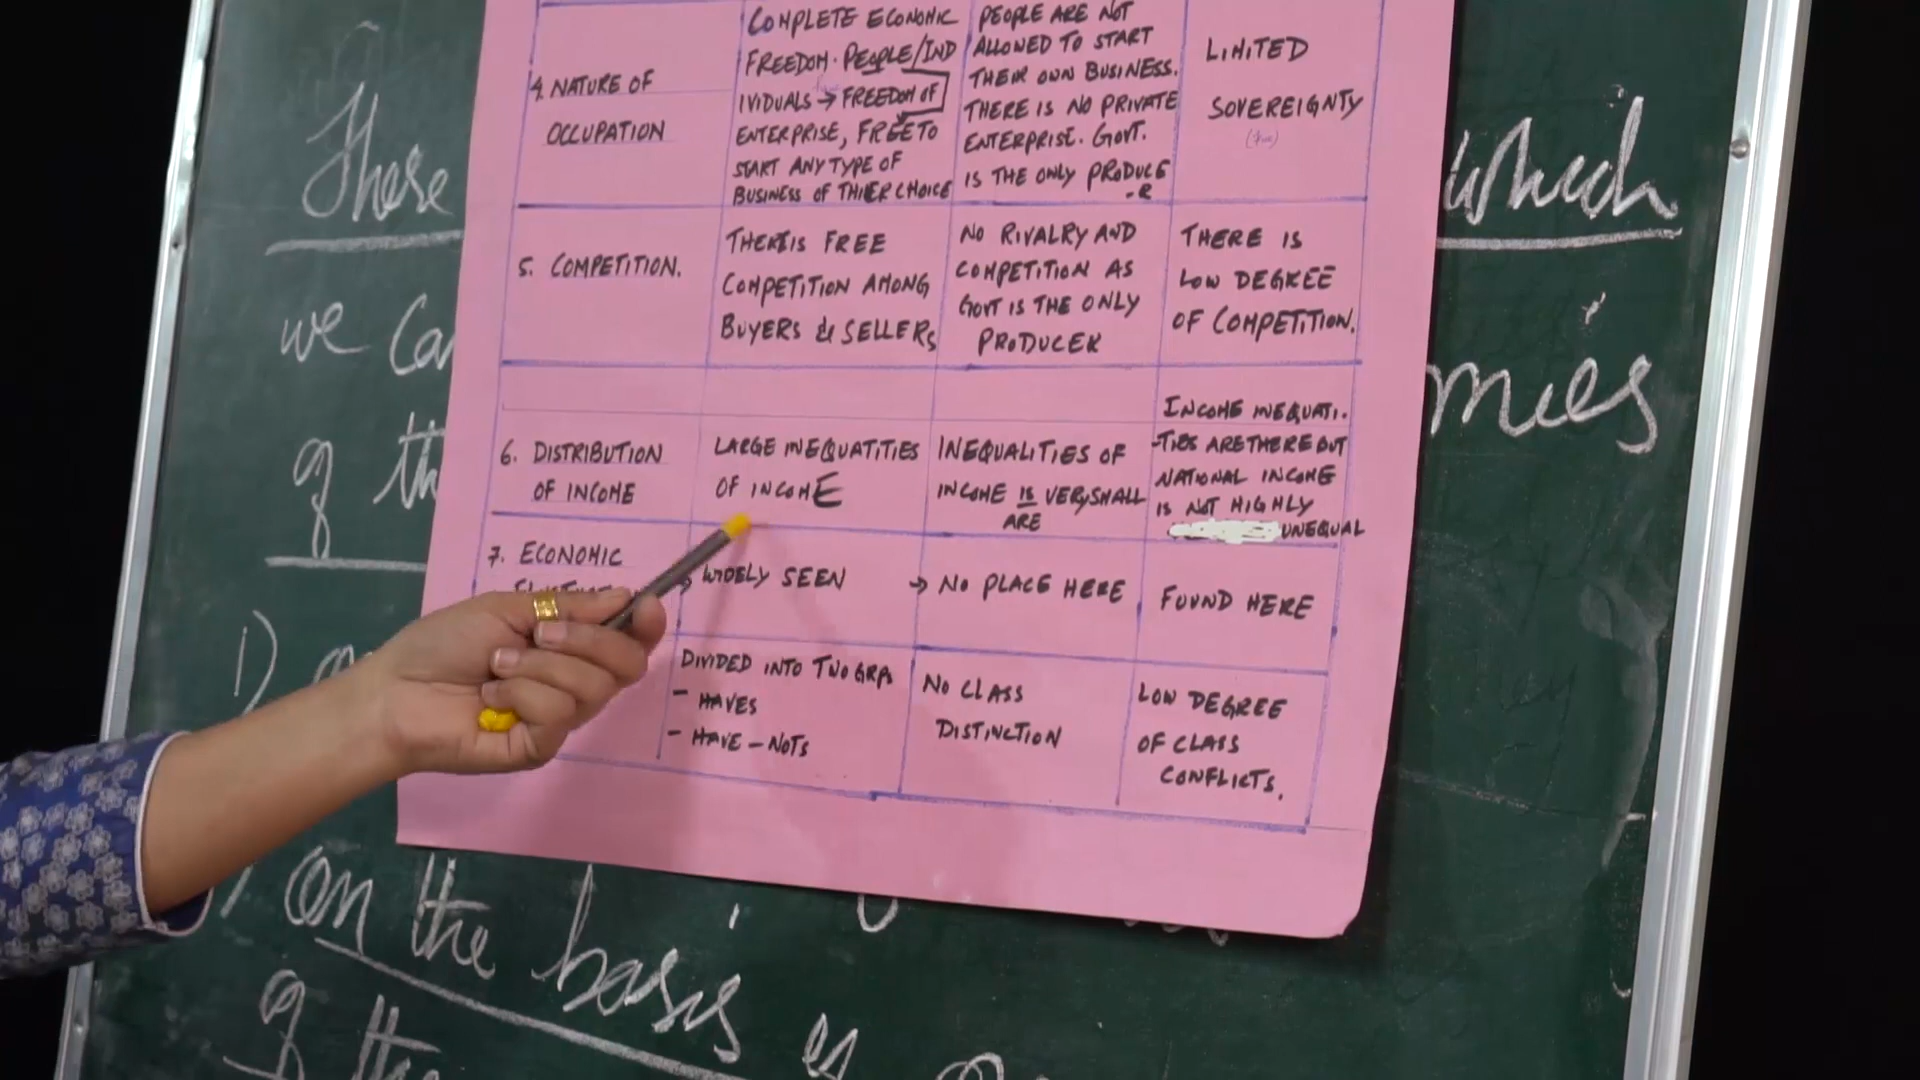 COMPLETE ECONOMIC
FREEDOM. PEOPLE/IND
IVIDUALS → FREEDOM OF
ENTERPRISE, FREE TO
START ANY TYPE OF
BUSINESS OF THIER CHOICE
PEOPLE ARE NOT
ALLOWED TO START
THEIR OWN BUSINESS.
THERE IS NO PRIVATE
ENTERPRISE. GOVT.
IS THE ONLY PRODUCE
-R
LIMITED
SOVEREIGNTY
4. NATURE OF
OCCUPATION
5. COMPETITION.
THERE IS FREE
COMPETITION AMONG
BUYERS & SELLERS
NO RIVALRY AND
COMPETITION AS
GOVT IS THE ONLY
PRODUCER
THERE IS
LOW DEGREE
OF COMPETITION.
6. DISTRIBUTION
OF INCOME
LARGE INEQUATITIES
OF INCOME
INEQUALITIES OF
INCOME IS VERY SMALL
ARE
INCOME INEQUATI.
-TIES ARE THERE BUT
NATIONAL INCOME
IS NOT HIGHLY
UNEQUAL
7. ECONOMIC
→ WIDELY SEEN
→ NO PLACE HERE
FOUND HERE
DIVIDED INTO TWO GRPs
- HAVES
- HAVE-NOTS
NO CLASS
DISTINCTION
LOW DEGREE
OF CLASS
CONFLICTS.
These which
we mies
of
1)
on the basis of
of the